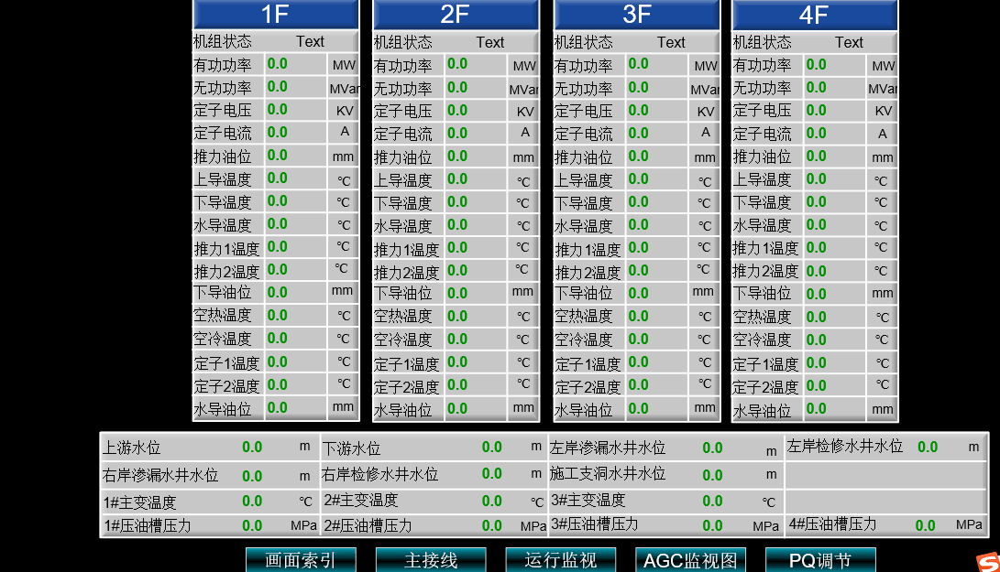 1F 2F 3F 4F
机组状态 Text 机组状态 Text 机组状态 Text 机组状态 Text
有功功率 0.0 MW 有功功率 0.0 MW 有功功率 0.0 MW 有功功率 0.0 MW
无功功率 0.0 MVar 无功功率 0.0 MVar 无功功率 0.0 MVar 无功功率 0.0 MVar
定子电压 0.0 KV 定子电压 0.0 KV 定子电压 0.0 KV 定子电压 0.0 KV
定子电流 0.0 A 定子电流 0.0 A 定子电流 0.0 A 定子电流 0.0 A
推力油位 0.0 mm 推力油位 0.0 mm 推力油位 0.0 mm 推力油位 0.0 mm
上导温度 0.0 ℃ 上导温度 0.0 ℃ 上导温度 0.0 ℃ 上导温度 0.0 ℃
下导温度 0.0 ℃ 下导温度 0.0 ℃ 下导温度 0.0 ℃ 下导温度 0.0 ℃
水导温度 0.0 ℃ 水导温度 0.0 ℃ 水导温度 0.0 ℃ 水导温度 0.0 ℃
推力1温度 0.0 ℃ 推力1温度 0.0 ℃ 推力1温度 0.0 ℃ 推力1温度 0.0 ℃
推力2温度 0.0 ℃ 推力2温度 0.0 ℃ 推力2温度 0.0 ℃ 推力2温度 0.0 ℃
下导油位 0.0 mm 下导油位 0.0 mm 下导油位 0.0 mm 下导油位 0.0 mm
空热温度 0.0 ℃ 空热温度 0.0 ℃ 空热温度 0.0 ℃ 空热温度 0.0 ℃
空冷温度 0.0 ℃ 空冷温度 0.0 ℃ 空冷温度 0.0 ℃ 空冷温度 0.0 ℃
定子1温度 0.0 ℃ 定子1温度 0.0 ℃ 定子1温度 0.0 ℃ 定子1温度 0.0 ℃
定子2温度 0.0 ℃ 定子2温度 0.0 ℃ 定子2温度 0.0 ℃ 定子2温度 0.0 ℃
水导油位 0.0 mm 水导油位 0.0 mm 水导油位 0.0 mm 水导油位 0.0 mm
上游水位 0.0 m 下游水位 0.0 m 左岸渗漏水井水位 0.0 m 左岸检修水井水位 0.0 m
右岸渗漏水井水位 0.0 m 右岸检修水井水位 0.0 m 施工支洞水井水位 0.0 m
1#主变温度 0.0 ℃ 2#主变温度 0.0 ℃ 3#主变温度 0.0 ℃
1#压油槽压力 0.0 MPa 2#压油槽压力 0.0 MPa 3#压油槽压力 0.0 MPa 4#压油槽压力 0.0 MPa
画面索引 主接线 运行监视 AGC监视图 PQ调节